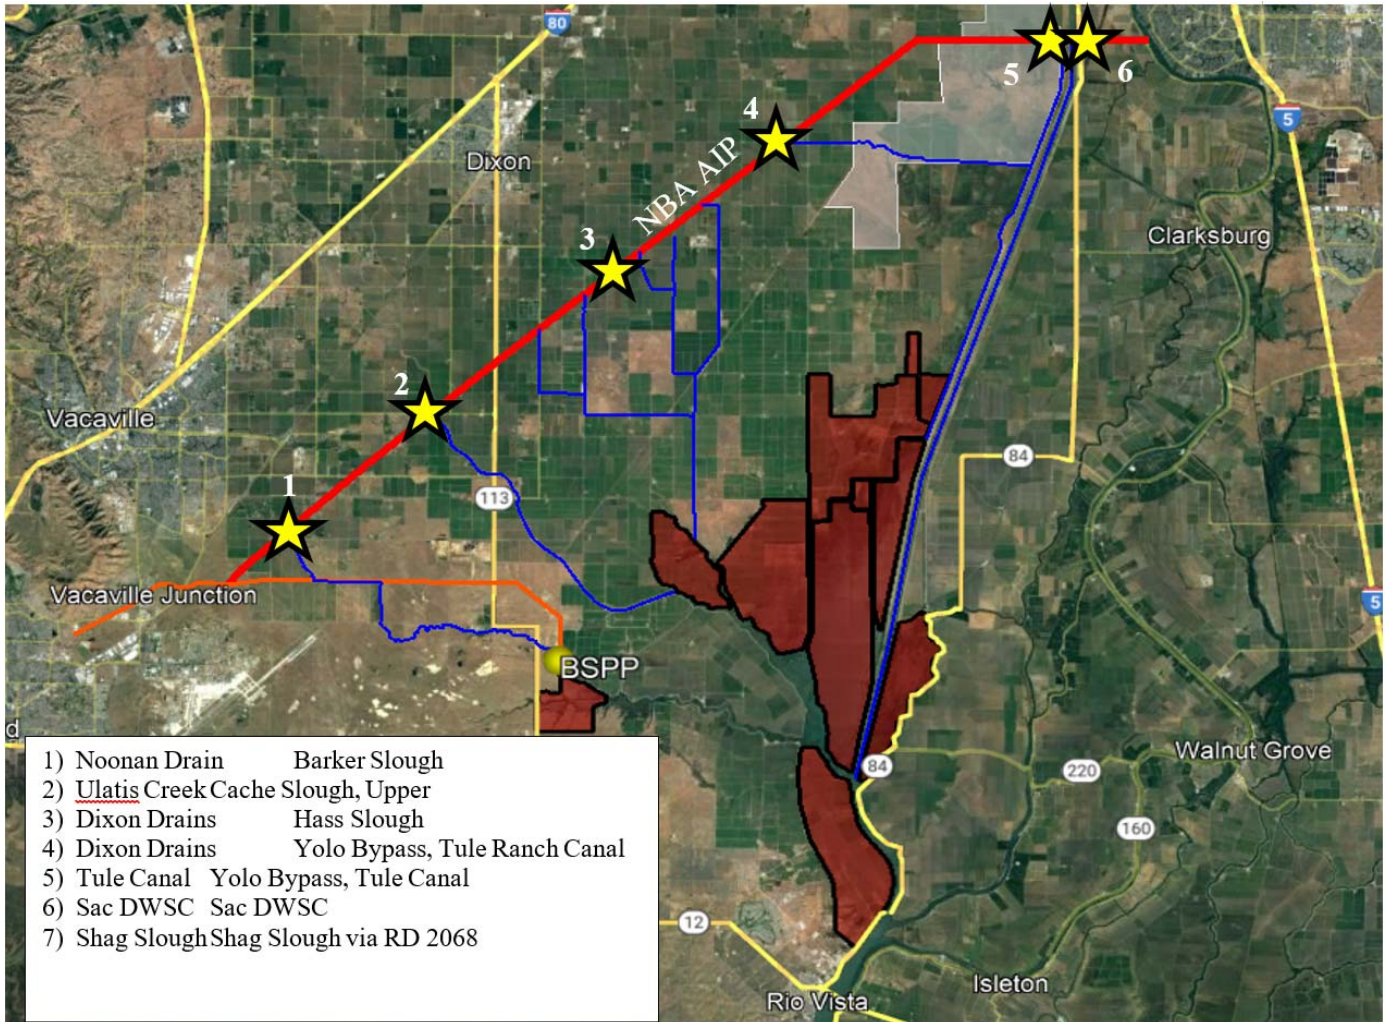 80
5
6
5
4
Dixon
NBA AIP
3
Clarksburg
2
Vacaville
84
1
113
Vacaville Junction
5
BSPP
d
84
220
Walnut Grove
160
12
Isleton
Rio Vista
1) Noonan Drain Barker Slough
2) Ulatis Creek Cache Slough, Upper
3) Dixon Drains Hass Slough
4) Dixon Drains Yolo Bypass, Tule Ranch Canal
5) Tule Canal Yolo Bypass, Tule Canal
6) Sac DWSC Sac DWSC
7) Shag Slough Shag Slough via RD 2068